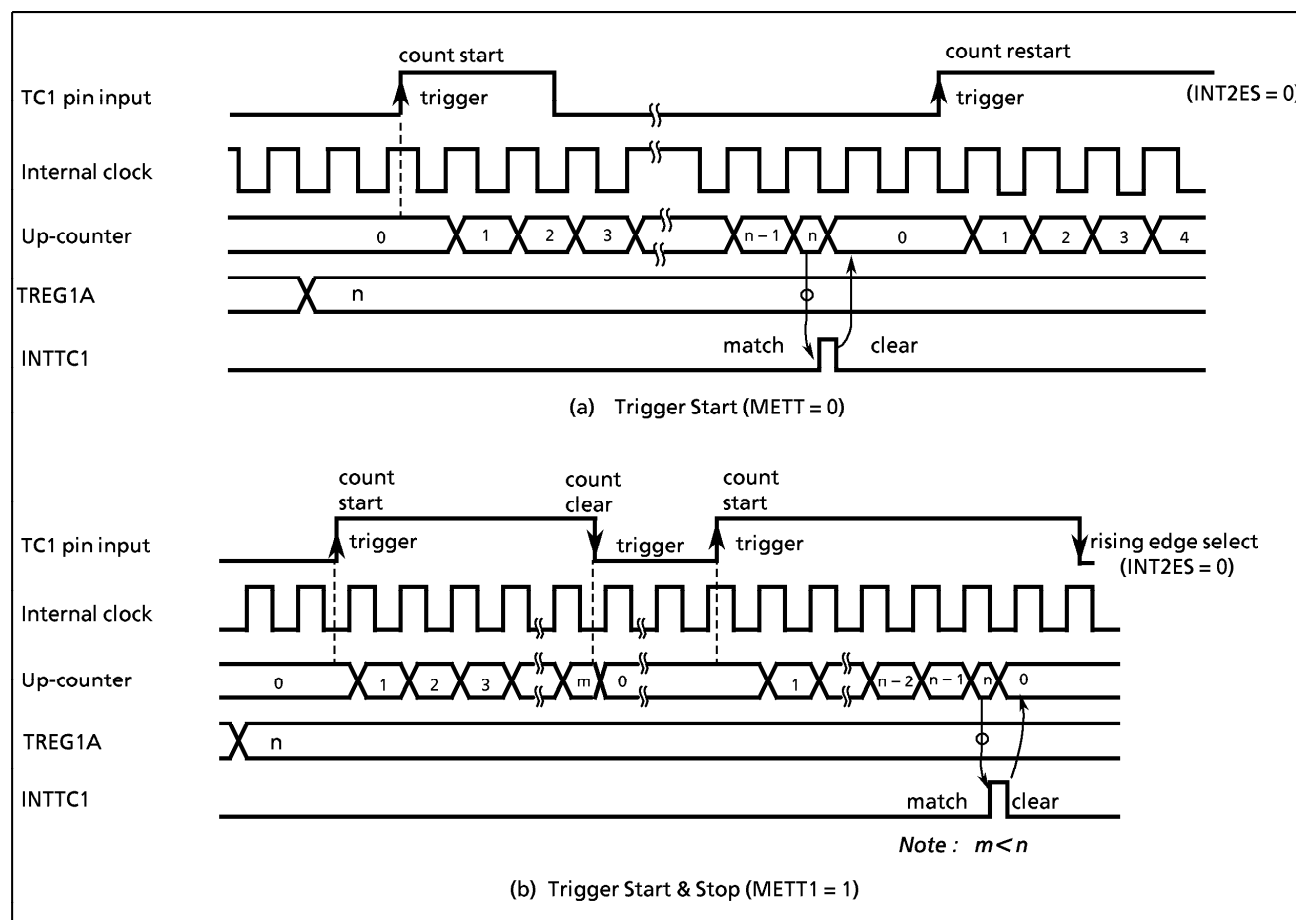 count start
count restart
TC1 pin input
trigger
trigger
(INT2ES = 0)
Internal clock
Up-counter
0 1 2 3 n – 1 n 0 1 2 3 4
TREG1A
n
INTTC1
match
clear
(a) Trigger Start (METT = 0)
count start
count clear
count start
TC1 pin input
trigger
trigger
trigger
rising edge select
(INT2ES = 0)
Internal clock
Up-counter
0 1 2 3 m 0 1 n – 2 n – 1 n 0
TREG1A
n
INTTC1
match
clear
Note : m < n
(b) Trigger Start & Stop (METT1 = 1)